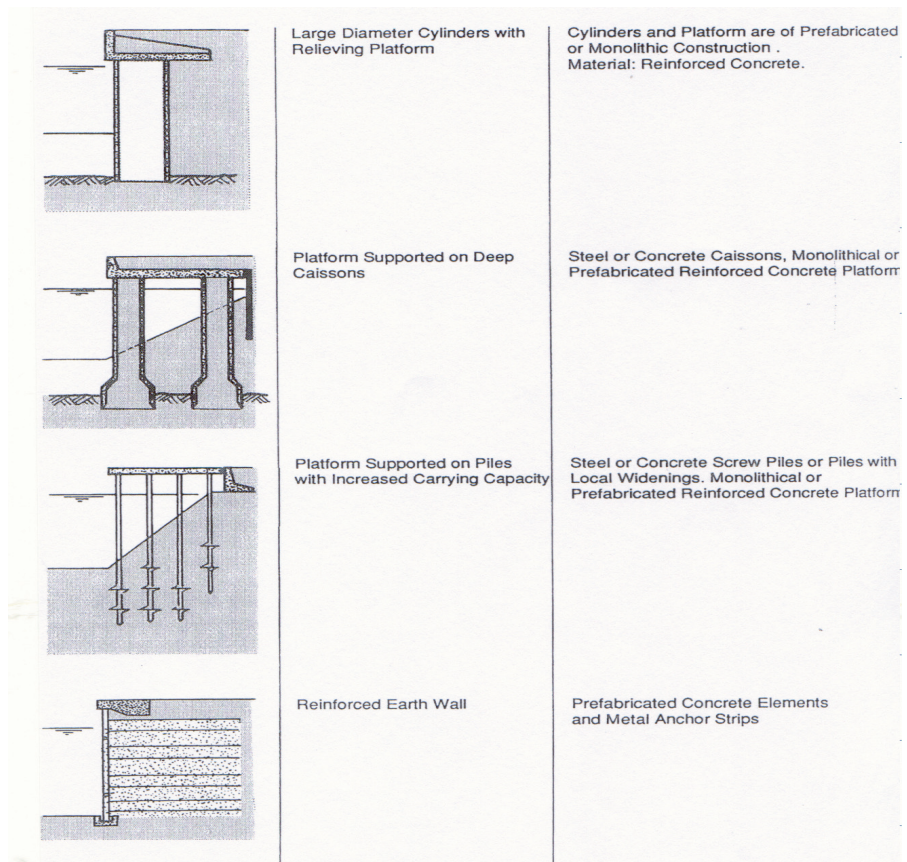 Large Diameter Cylinders with
Relieving Platform
Cylinders and Platform are of Prefabricated
or Monolithic Construction .
Material: Reinforced Concrete.
Platform Supported on Deep
Caissons
Steel or Concrete Caissons, Monolithical or
Prefabricated Reinforced Concrete Platform
Platform Supported on Piles
with Increased Carrying Capacity
Steel or Concrete Screw Piles or Piles with
Local Widenings. Monolithical or
Prefabricated Reinforced Concrete Platform
Reinforced Earth Wall
Prefabricated Concrete Elements
and Metal Anchor Strips